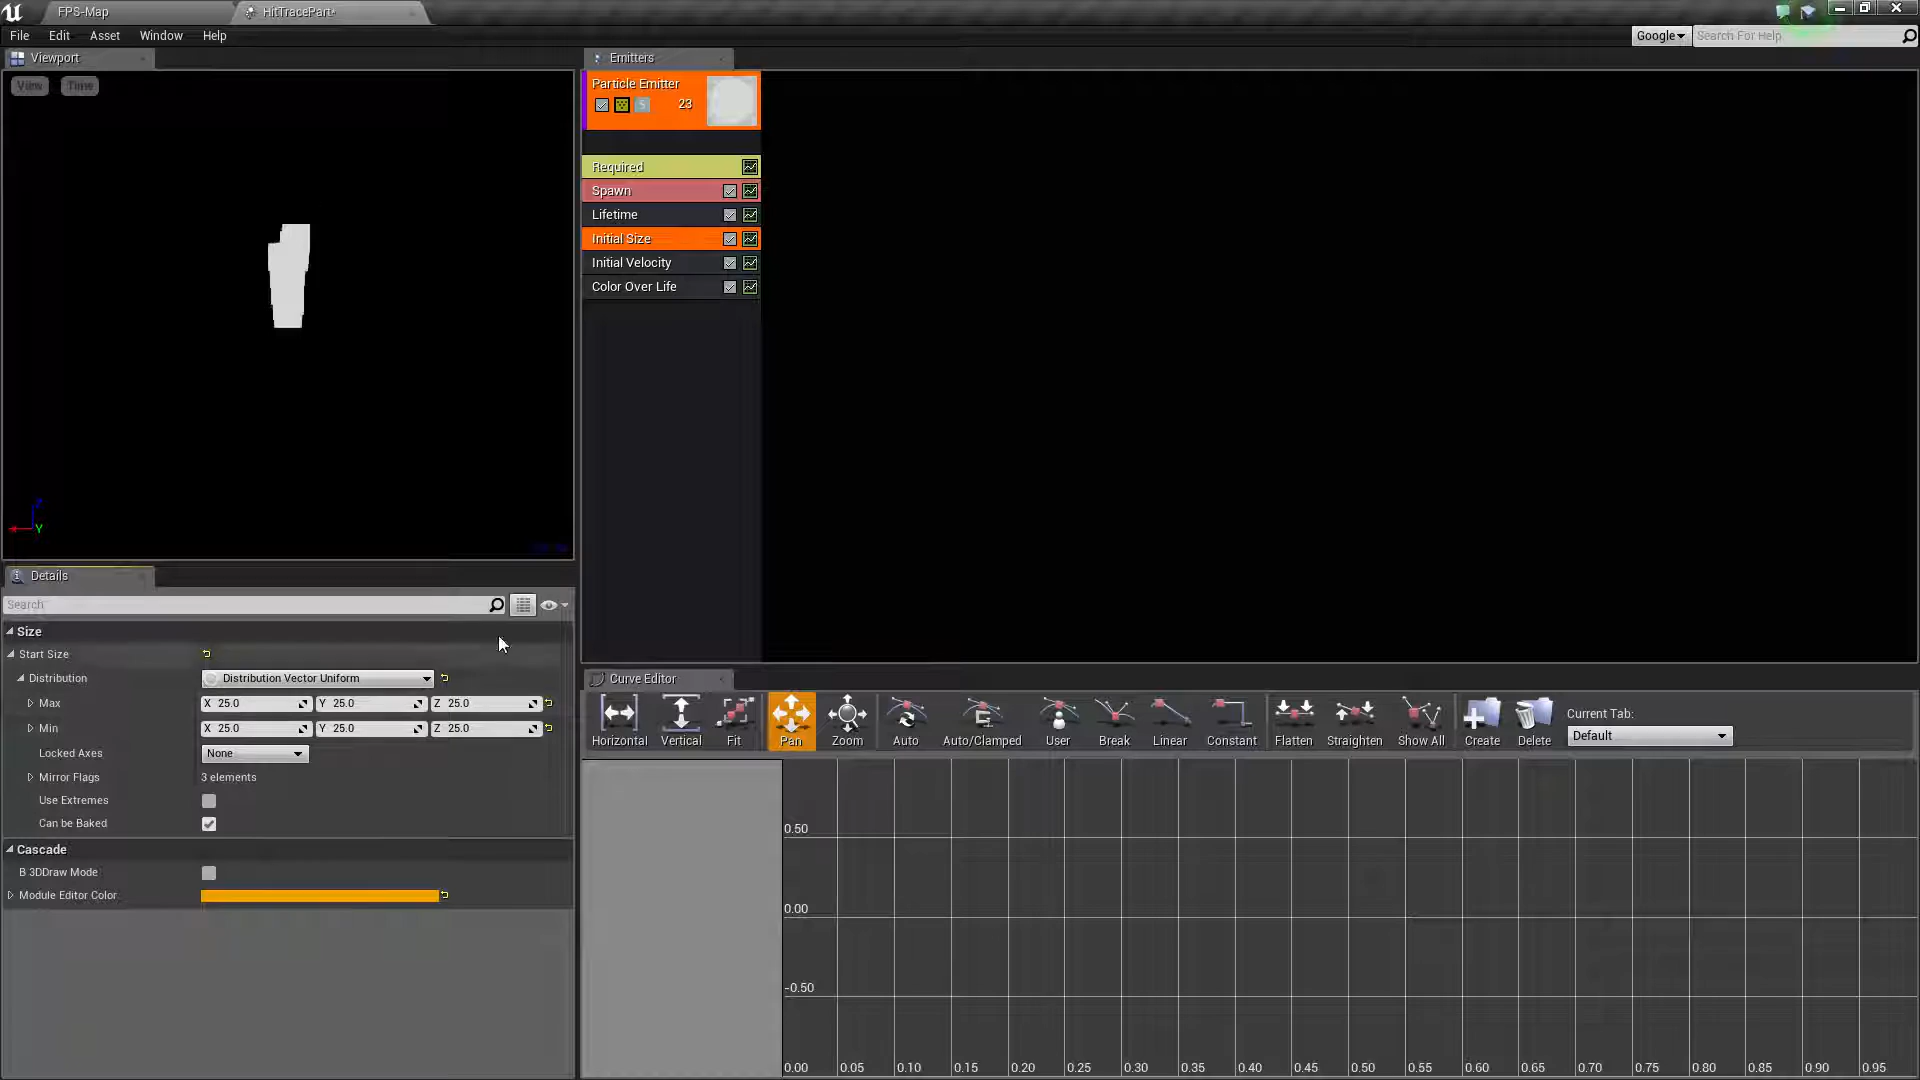 FPS-Map
HitTracePart*
File Edit Asset Window Help
Google
Search For Help
Viewport
View Time
Z
Y
Emitters
Particle Emitter
S 23
Required
Spawn
Lifetime
Initial Size
Initial Velocity
Color Over Life
Details
Search
Size
Start Size
Distribution Distribution Vector Uniform
Max X 25.0 Y 25.0 Z 25.0
Min X 25.0 Y 25.0 Z 25.0
Locked Axes None
Mirror Flags 3 elements
Use Extremes
Can be Baked
Cascade
B 3DDraw Mode
Module Editor Color
Curve Editor
Horizontal Vertical Fit Pan Zoom Auto Auto/Clamped User Break Linear Constant Flatten Straighten Show All Create Delete
Current Tab:
Default
0.50
0.00
-0.50
0.00 0.05 0.10 0.15 0.20 0.25 0.30 0.35 0.40 0.45 0.50 0.55 0.60 0.65 0.70 0.75 0.80 0.85 0.90 0.95